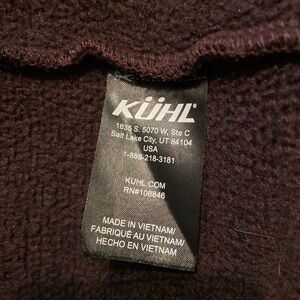 KÜHL
1635 S. 5070 W, Ste C
Salt Lake City, UT 84104
USA
1-888-218-3181
KUHL.COM
RN#108846
MADE IN VIETNAM/
FABRIQUÉ AU VIETNAM/
HECHO EN VIETNAM